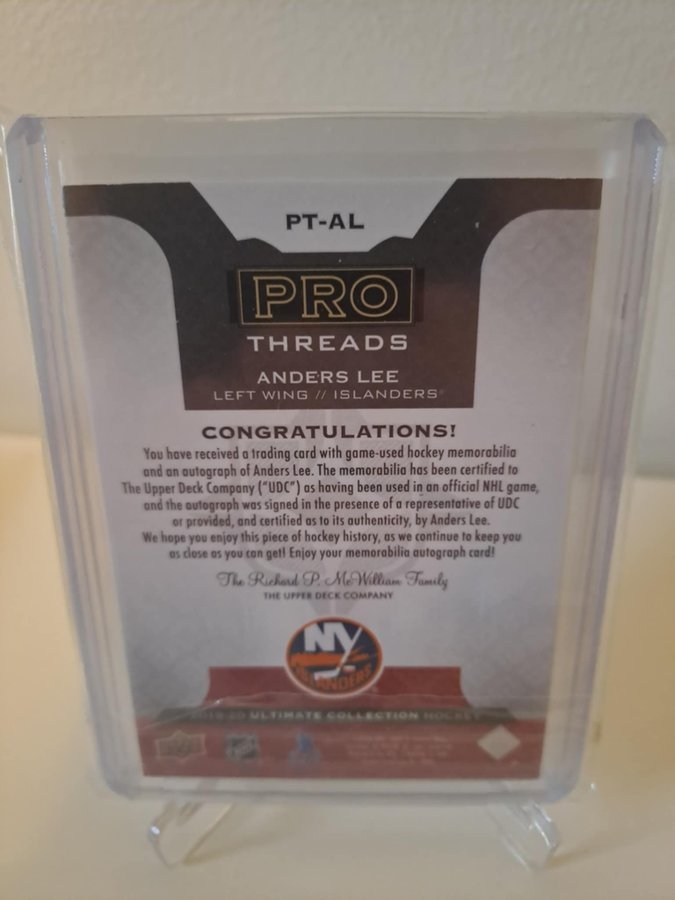 PT-AL
PRO
THREADS
ANDERS LEE
LEFT WING // ISLANDERS®
CONGRATULATIONS!
You have received a trading card with game-used hockey memorabilia
and an autograph of Anders Lee. The memorabilia has been certified to
The Upper Deck Company ("UDC") as having been used in an official NHL game,
and the autograph was signed in the presence of a representative of UDC
or provided, and certified as to its authenticity, by Anders Lee.
We hope you enjoy this piece of hockey history, as we continue to keep you
as close as you can get! Enjoy your memorabilia autograph card!
The Richard P. McWilliam Family
THE UPPER DECK COMPANY
NY
ISLANDERS
2019-20 ULTIMATE COLLECTION HOCKEY
NHL